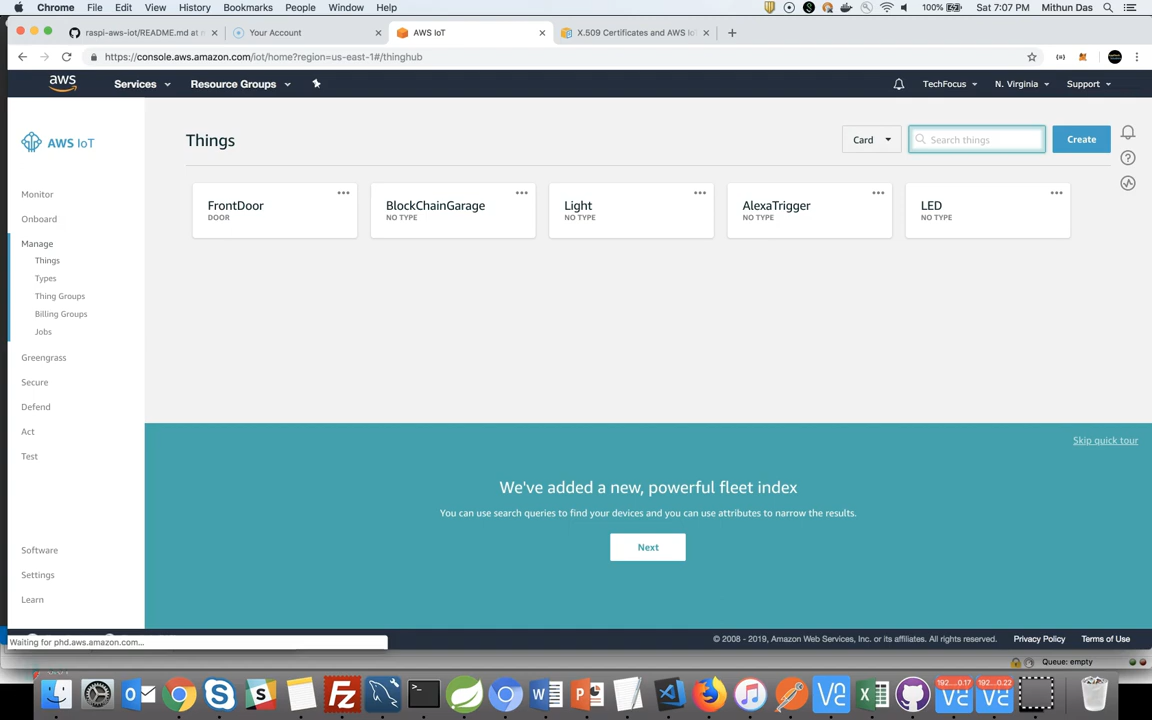 Chrome File Edit View History Bookmarks People Window Help 100% Sat 7:07 PM Mithun Das
raspi-aws-iot/README.md at Your Account AWS IoT X.509 Certificates and AWS IoT
https://console.aws.amazon.com/iot/home?region=us-east-1#/thinghub
aws Services Resource Groups TechFocus N. Virginia Support
AWS IoT
Monitor
Onboard
Manage
Things
Types
Thing Groups
Billing Groups
Jobs
Greengrass
Secure
Defend
Act
Test
Software
Settings
Learn
Things Card Search things Create
FrontDoor BlockChainGarage Light AlexaTrigger LED
DOOR NO TYPE NO TYPE NO TYPE NO TYPE
Skip quick tour
We've added a new, powerful fleet index
You can use search queries to find your devices and you can use attributes to narrow the results.
Next
Waiting for phd.aws.amazon.com...
© 2008 - 2019, Amazon Web Services, Inc. or its affiliates. All rights reserved. Privacy Policy Terms of Use
Queue: empty
192....0.17 192....0.22